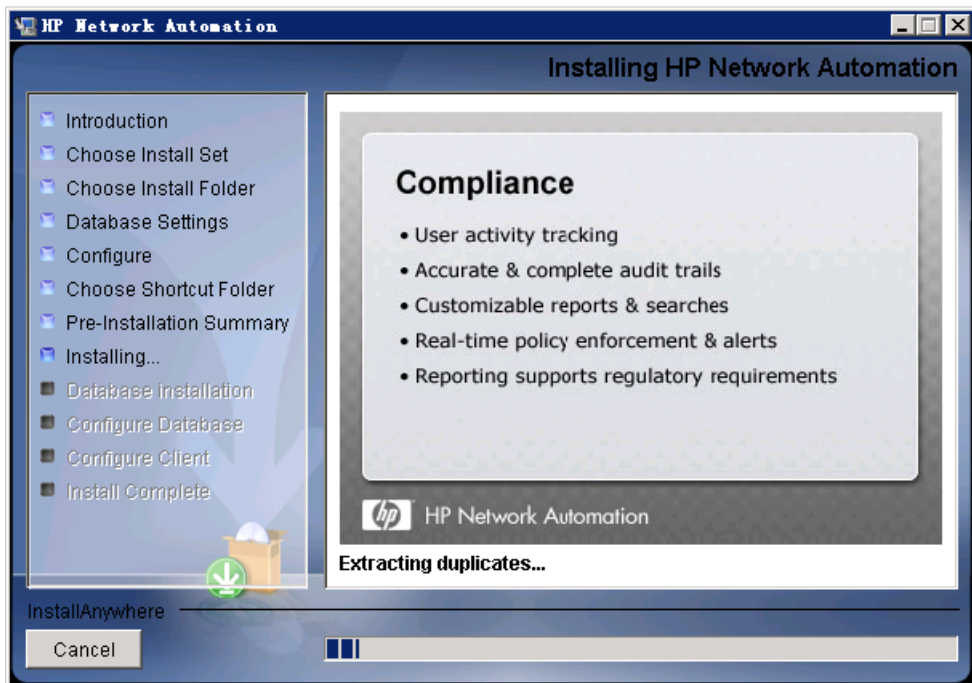 HP Network Automation
Installing HP Network Automation
Introduction
Choose Install Set
Choose Install Folder
Database Settings
Configure
Choose Shortcut Folder
Pre-Installation Summary
Installing...
Database installation
Configure Database
Configure Client
Install Complete
Compliance
• User activity tracking
• Accurate & complete audit trails
• Customizable reports & searches
• Real-time policy enforcement & alerts
• Reporting supports regulatory requirements
hp HP Network Automation
Extracting duplicates...
InstallAnywhere
Cancel